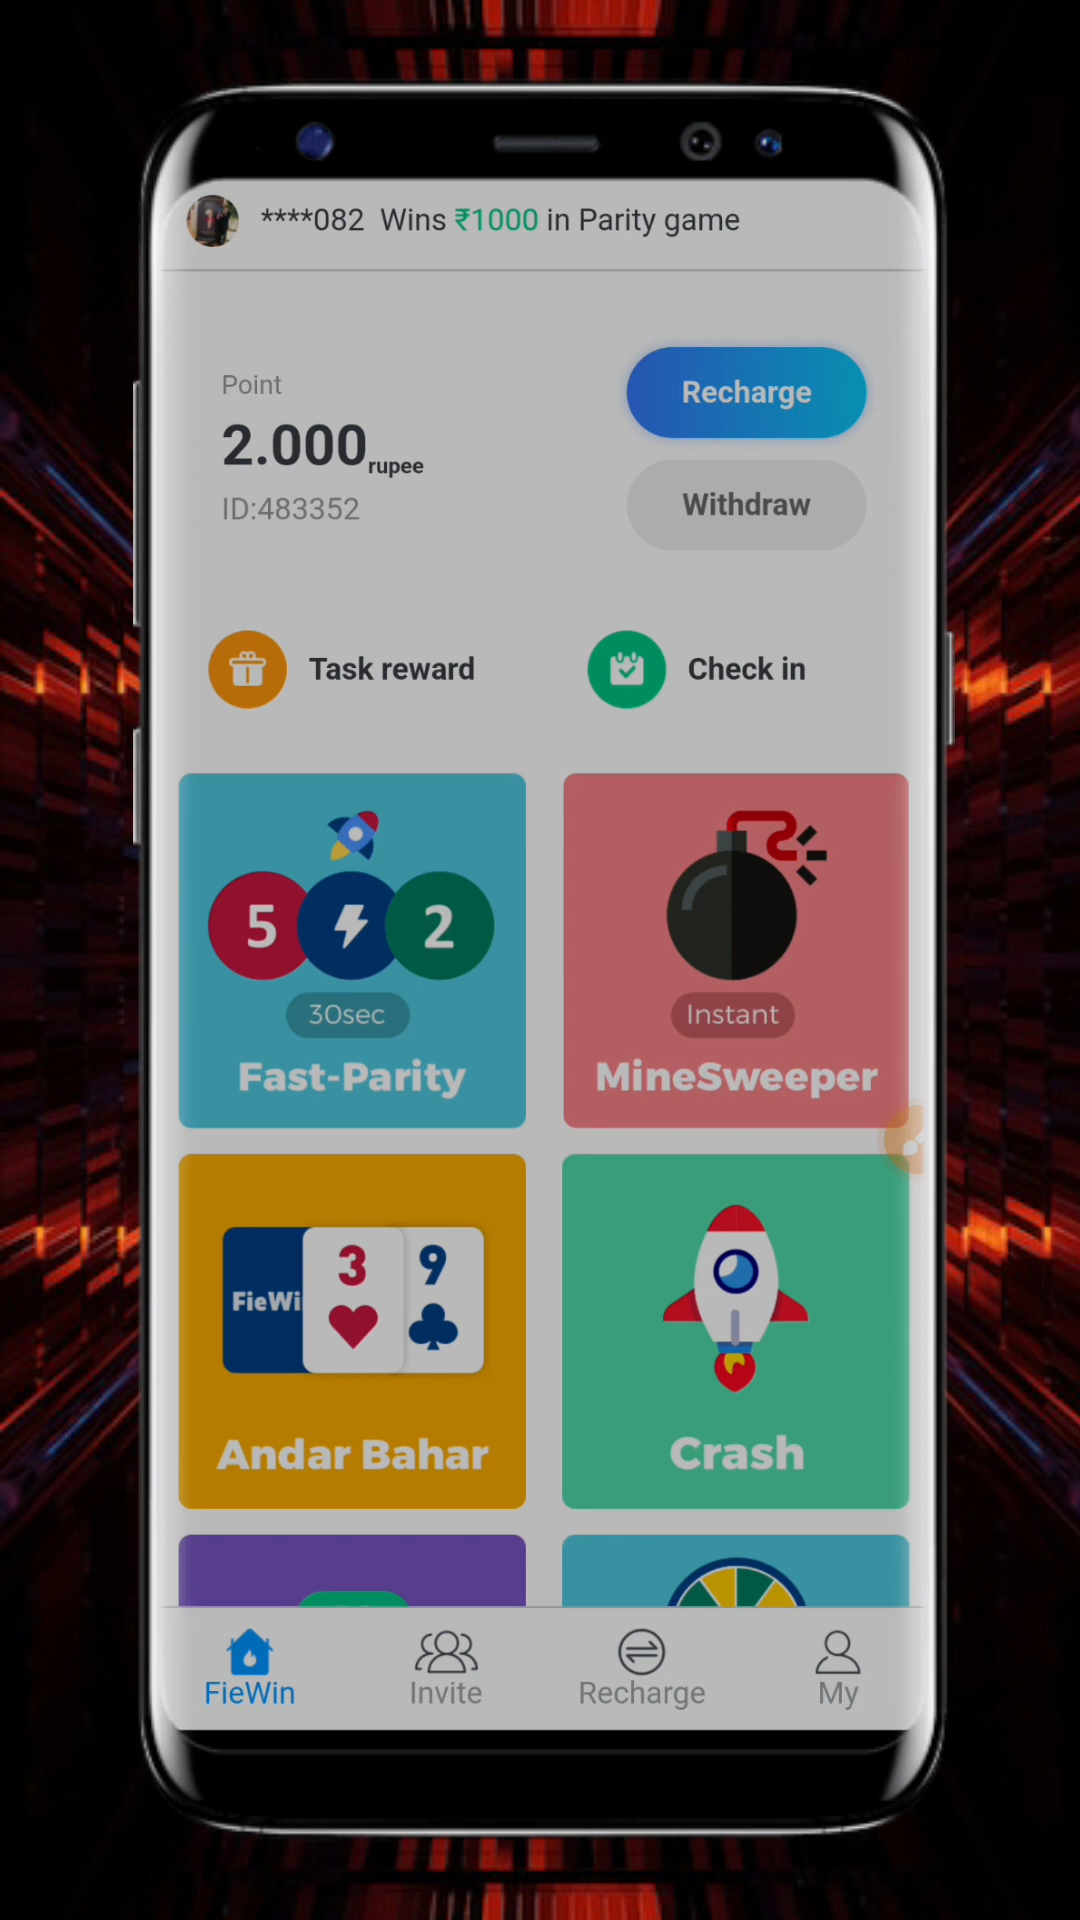 ****082 Wins ₹1000 in Parity game
Point
Recharge
2.000rupee
ID:483352
Withdraw
Task reward
Check in
5 2
30sec
Fast-Parity
Instant
MineSweeper
3 9
FieWi
Andar Bahar
Crash
FieWin
Invite
Recharge
My